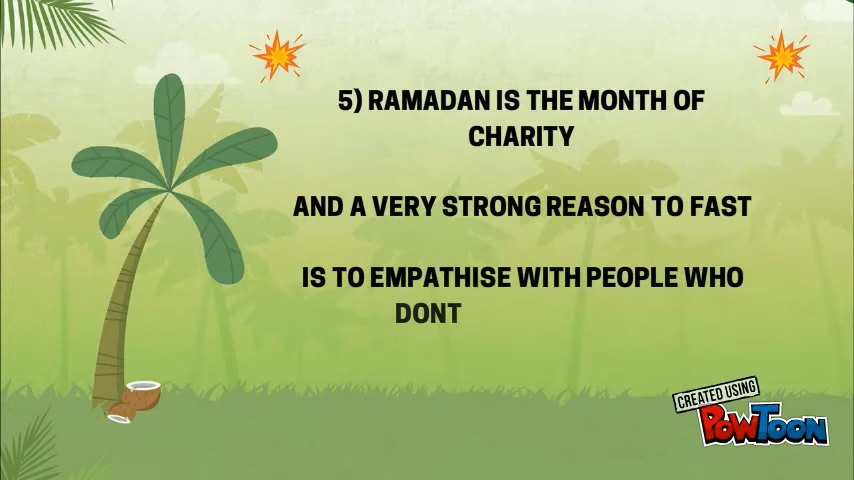 5) RAMADAN IS THE MONTH OF
CHARITY
AND A VERY STRONG REASON TO FAST
IS TO EMPATHISE WITH PEOPLE WHO
DONT
CREATED USING
POWTOON